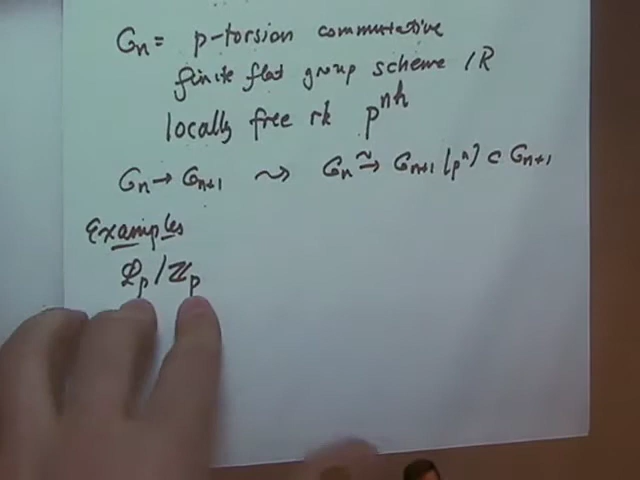 Gₙ = p-torsion commutative
finite flat group scheme /R
locally free rk p^{nh}
Gₙ → Gₙ₊₁ ⇝ Gₙ ⥲ Gₙ₊₁[pⁿ] ⊂ Gₙ₊₁
Examples
ℚₚ/ℤₚ